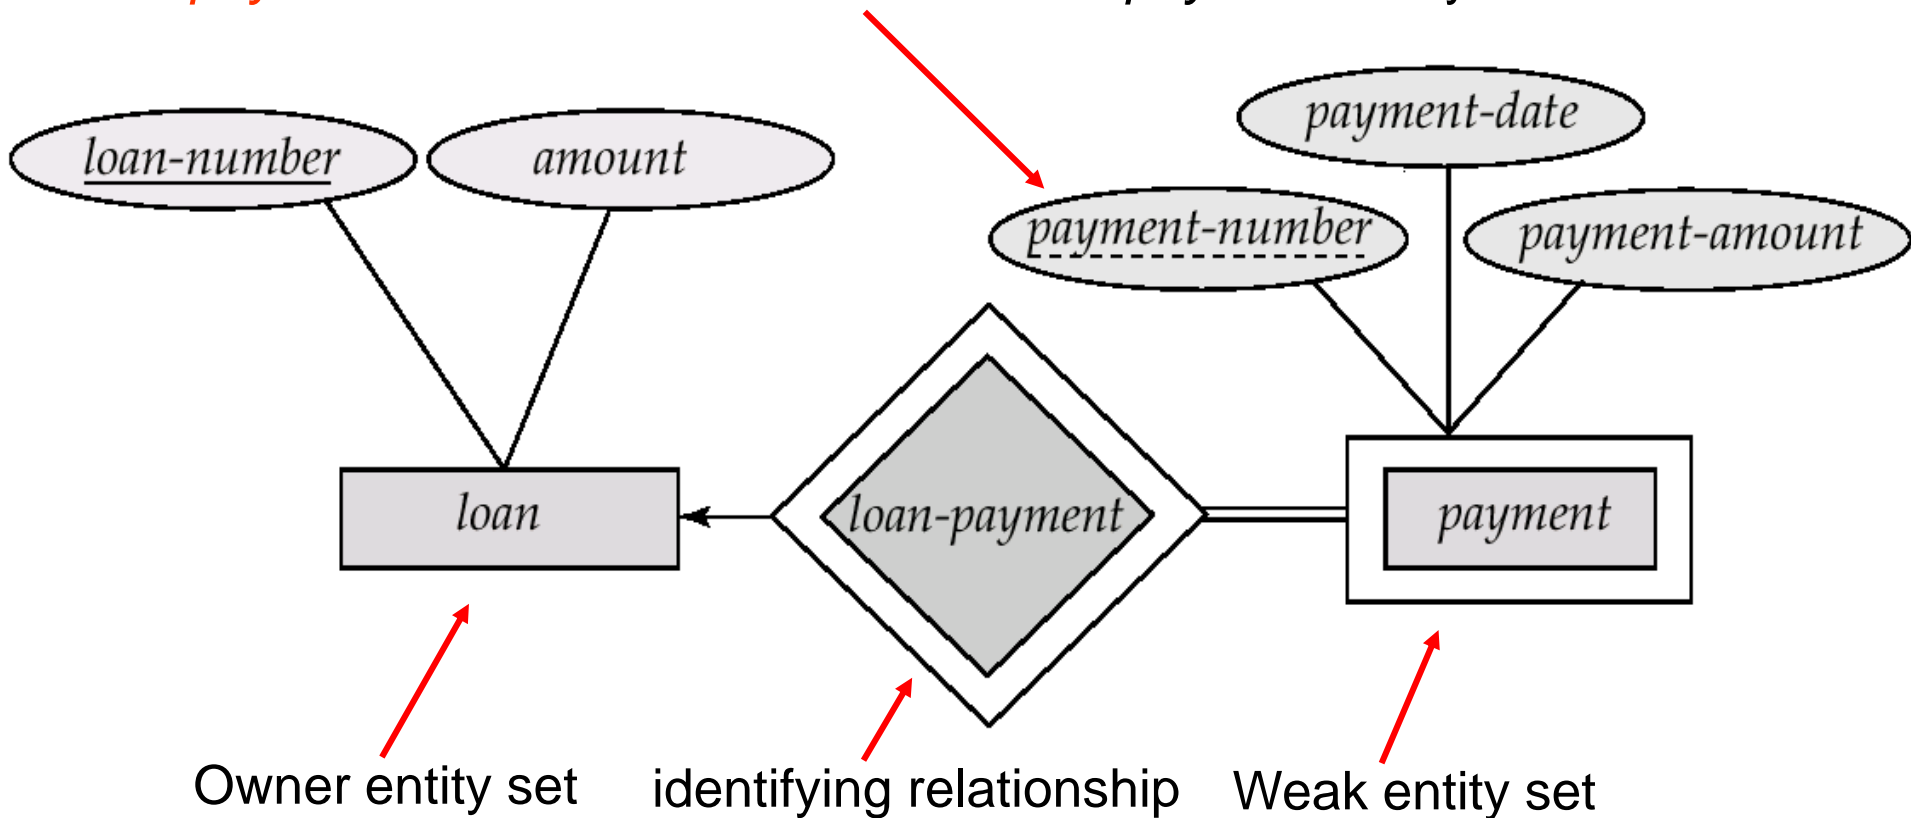 payment-date
loan-number amount
payment-number payment-amount
loan loan-payment payment
Owner entity set identifying relationship Weak entity set